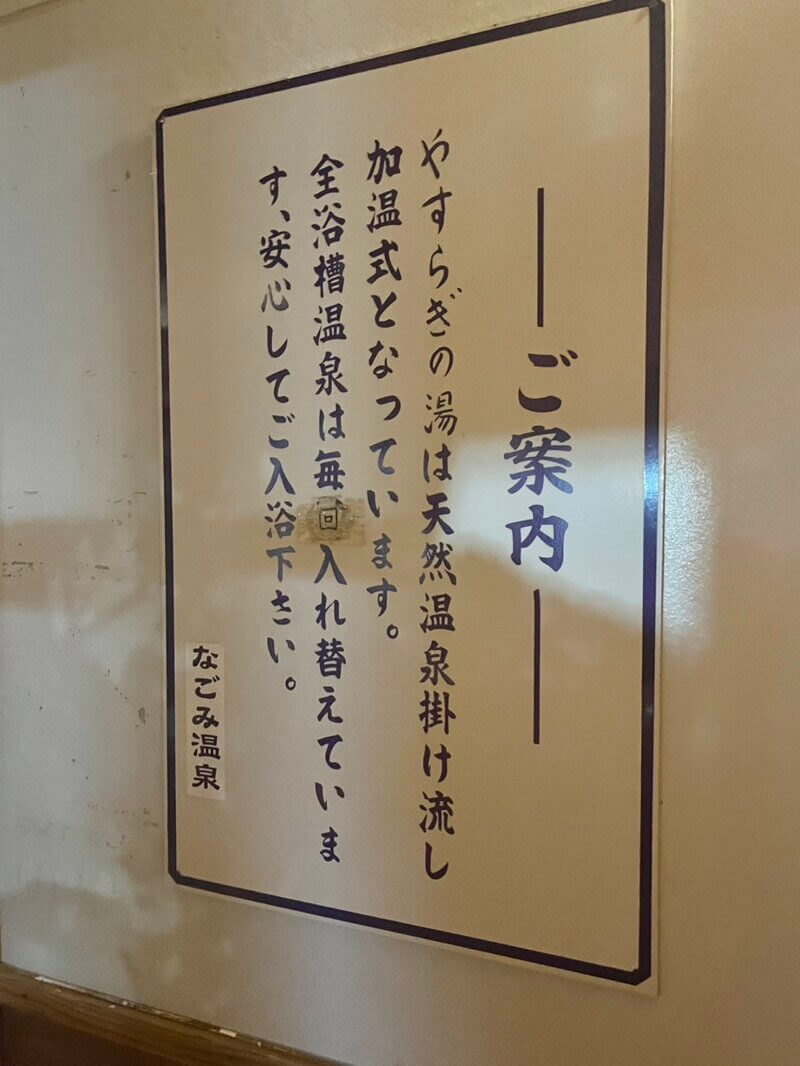 ご案内
やすらぎの湯は天然温泉掛け流し
加温式となっています。
全浴槽温泉は毎回入れ替えていま
す、安心してご入浴下さい。
なごみ温泉